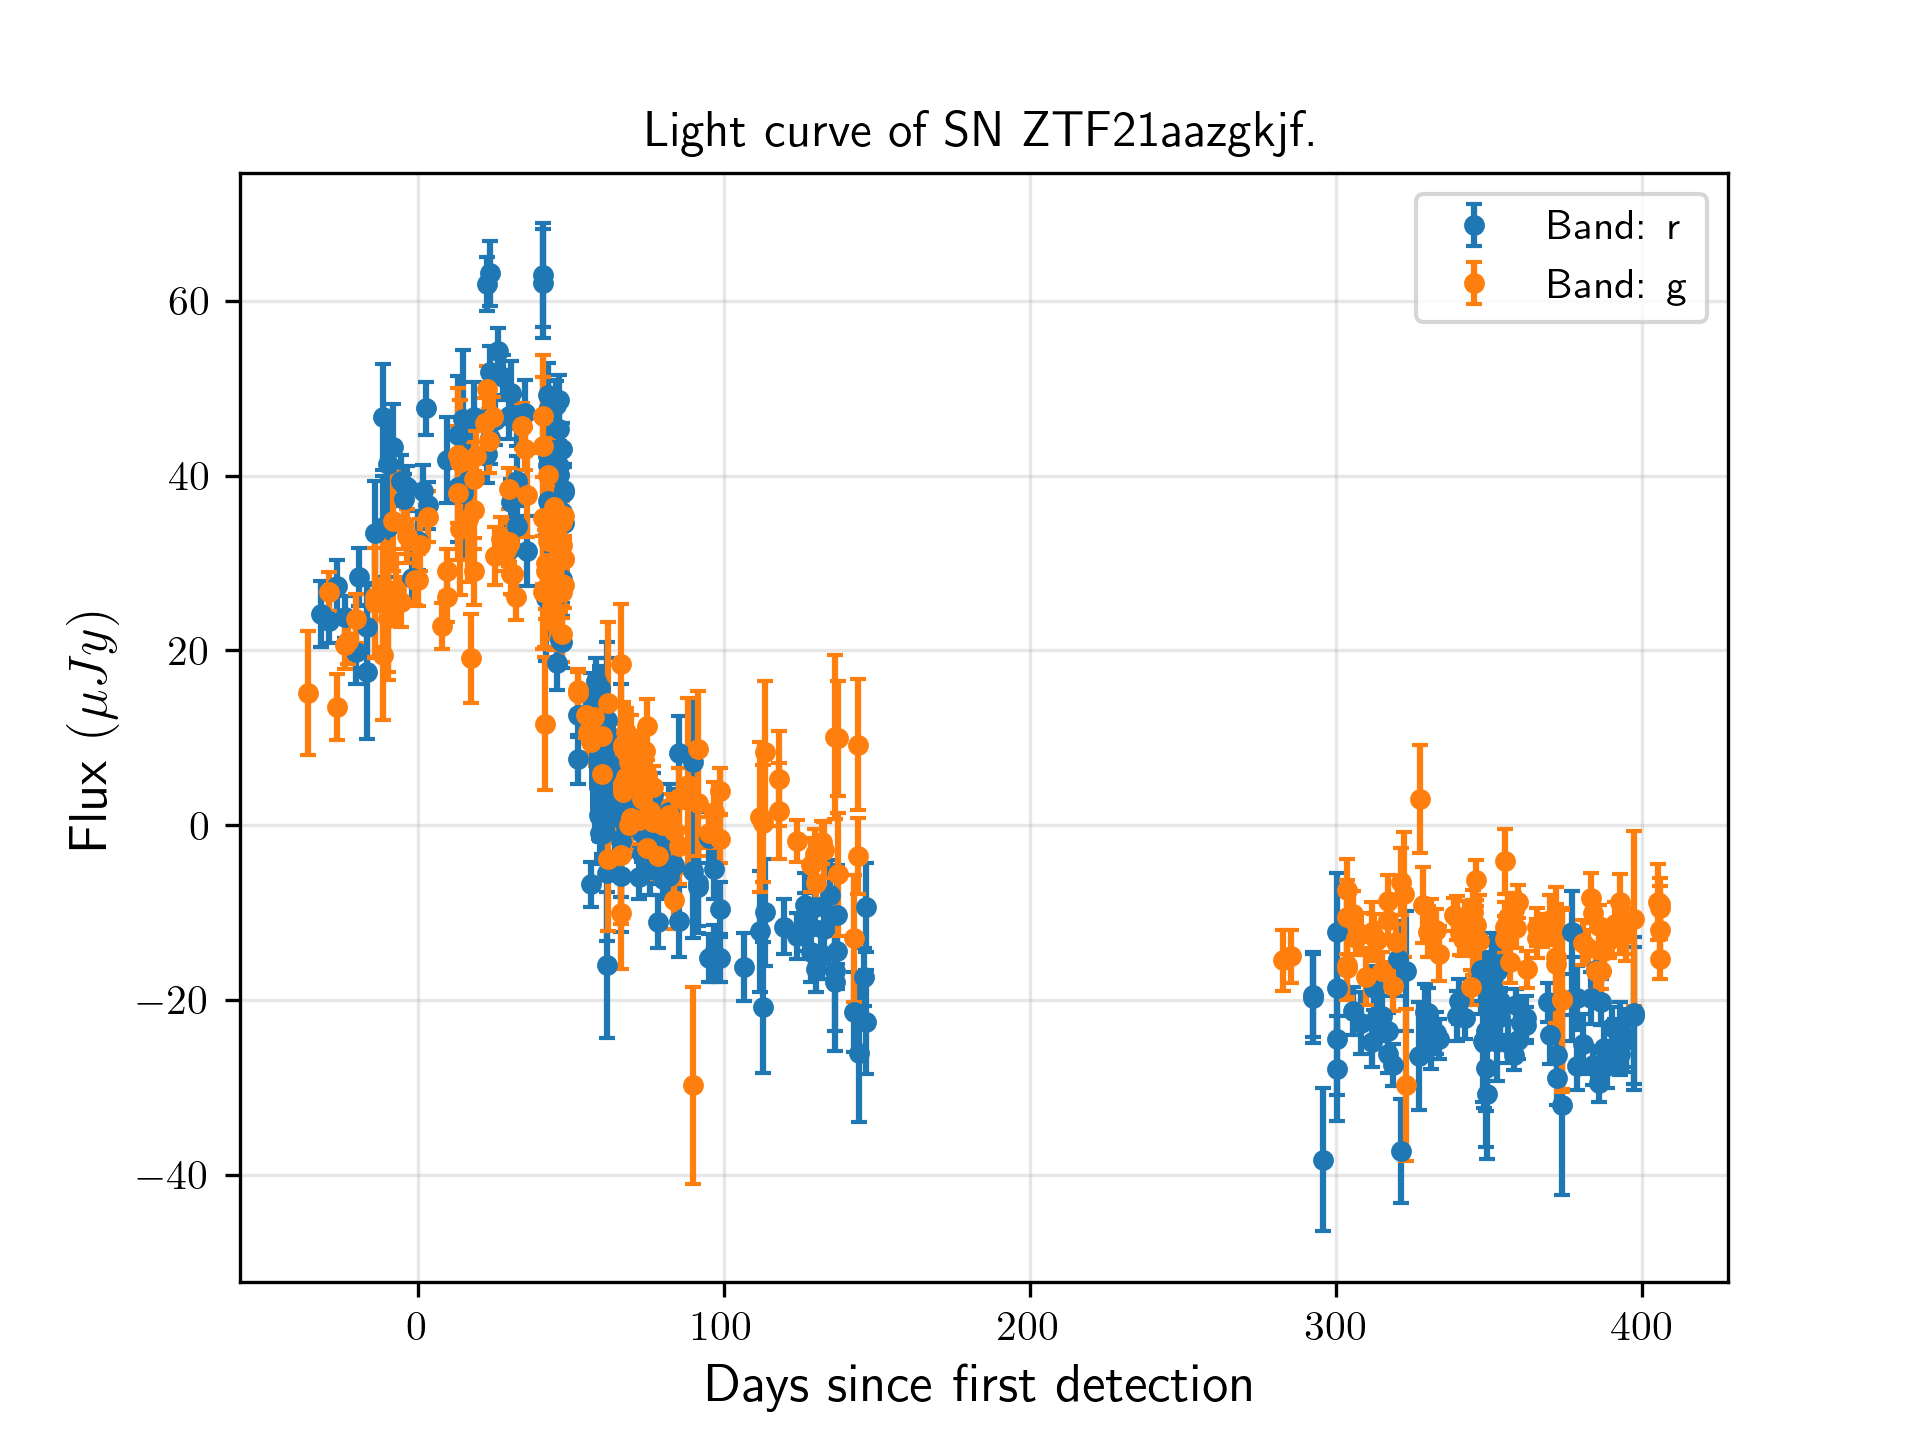 Light curve of SN ZTF21aazgkjf.
Band: r
Band: g
60
40
20
0
−20
−40
Flux (μJy)
0 100 200 300 400
Days since first detection